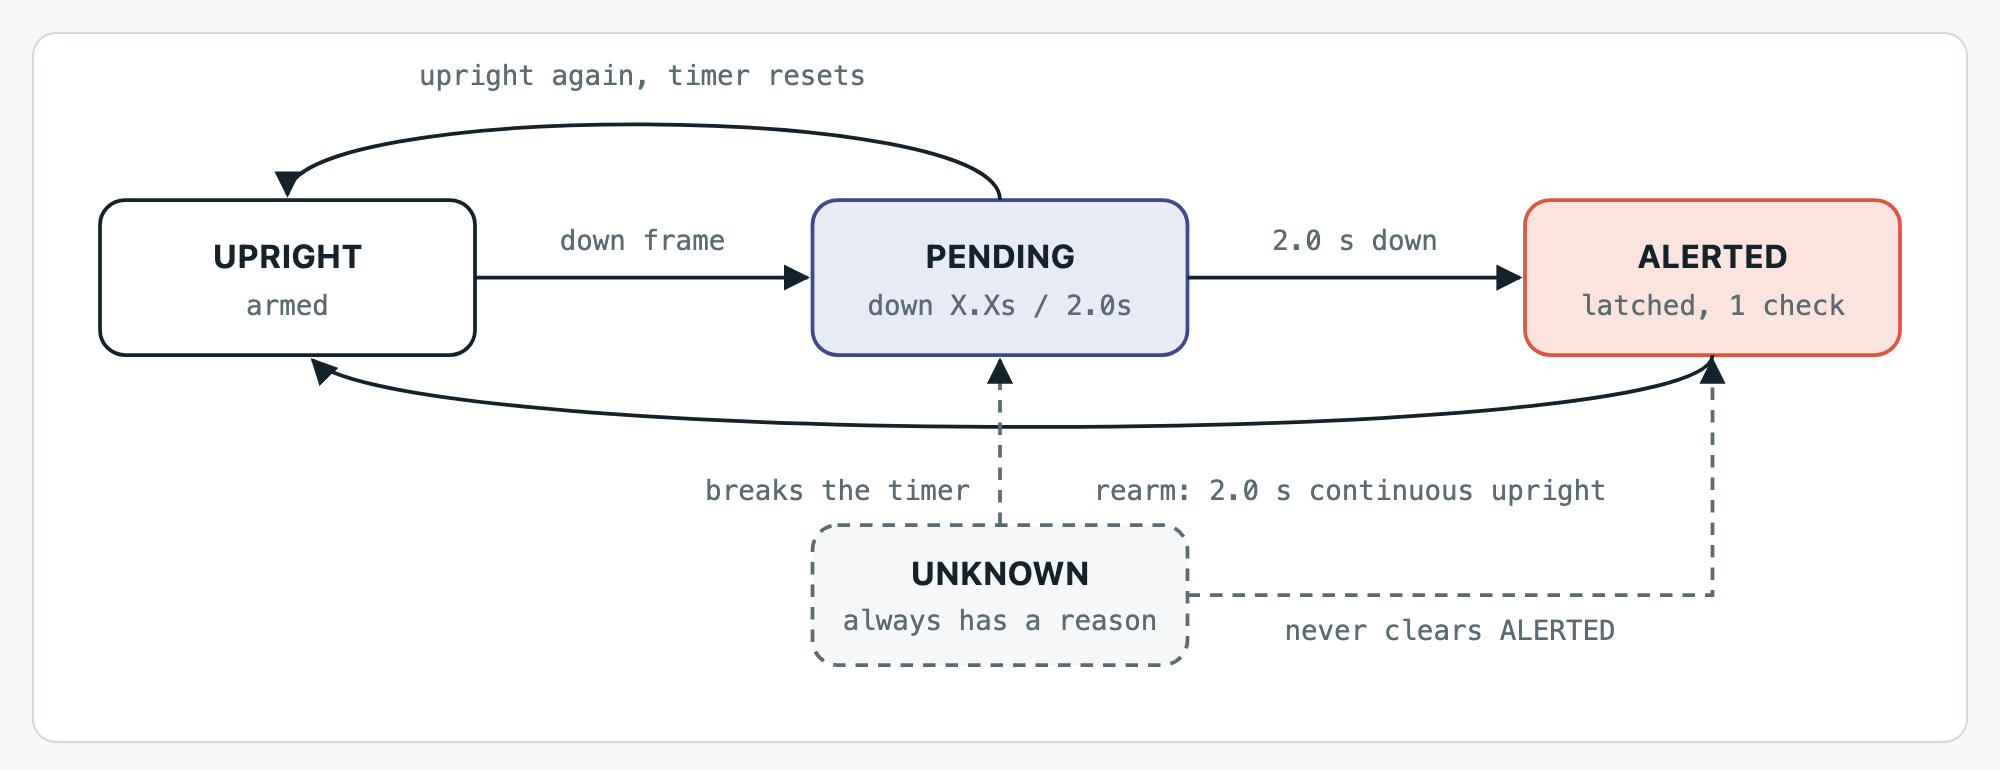 upright again, timer resets
UPRIGHT
armed
down frame
PENDING
down X.Xs / 2.0s
2.0 s down
ALERTED
latched, 1 check
breaks the timer
rearm: 2.0 s continuous upright
UNKNOWN
always has a reason
never clears ALERTED